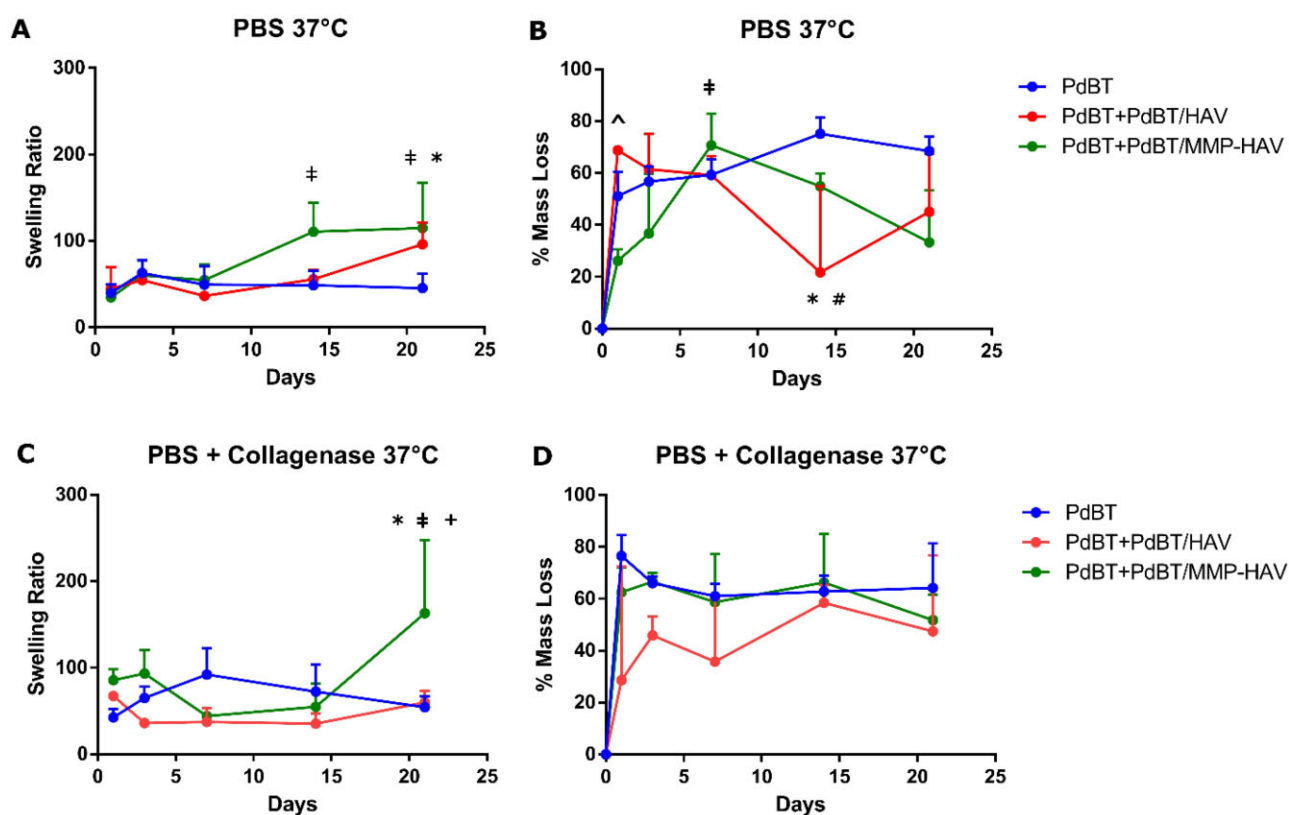 A
PBS 37°C
Swelling Ratio
300
200
100
0
‡
‡ *
0 5 10 15 20 25
Days
B
PBS 37°C
% Mass Loss
100
80
60
40
20
0
^
‡
* #
0 5 10 15 20 25
Days
PdBT
PdBT+PdBT/HAV
PdBT+PdBT/MMP-HAV
C
PBS + Collagenase 37°C
Swelling Ratio
300
200
100
0
* ‡ +
0 5 10 15 20 25
Days
D
PBS + Collagenase 37°C
% Mass Loss
100
80
60
40
20
0
0 5 10 15 20 25
Days
PdBT
PdBT+PdBT/HAV
PdBT+PdBT/MMP-HAV